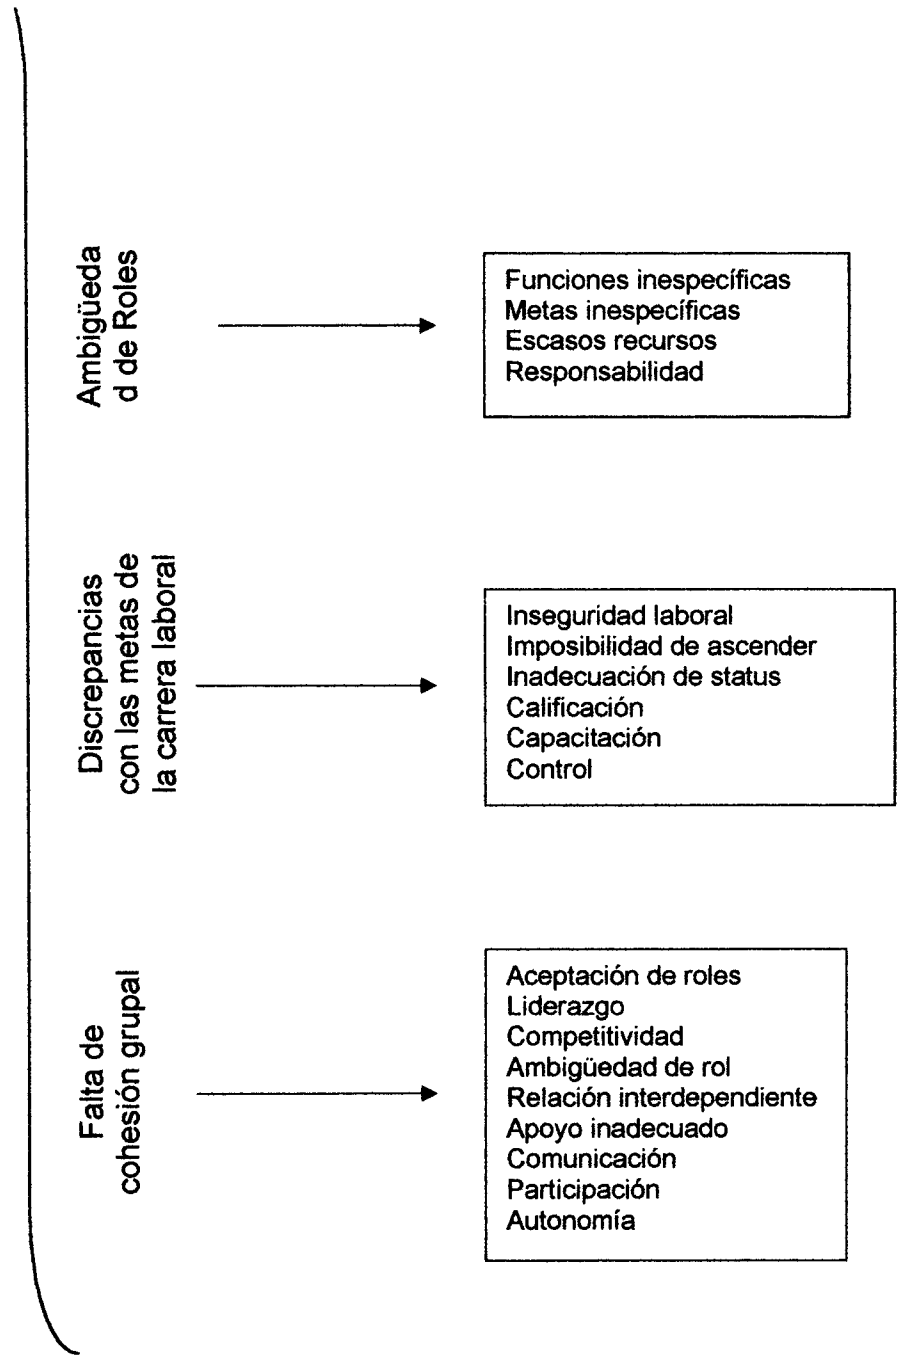 Ambigüeda
d de Roles
Funciones inespecíficas
Metas inespecíficas
Escasos recursos
Responsabilidad
Discrepancias
con las metas de
la carrera laboral
Inseguridad laboral
Imposibilidad de ascender
Inadecuación de status
Calificación
Capacitación
Control
Falta de
cohesión grupal
Aceptación de roles
Liderazgo
Competitividad
Ambigüedad de rol
Relación interdependiente
Apoyo inadecuado
Comunicación
Participación
Autonomía